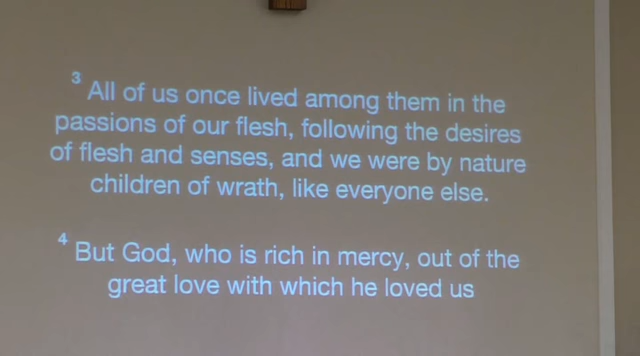 3 All of us once lived among them in the
passions of our flesh, following the desires
of flesh and senses, and we were by nature
children of wrath, like everyone else.
4 But God, who is rich in mercy, out of the
great love with which he loved us